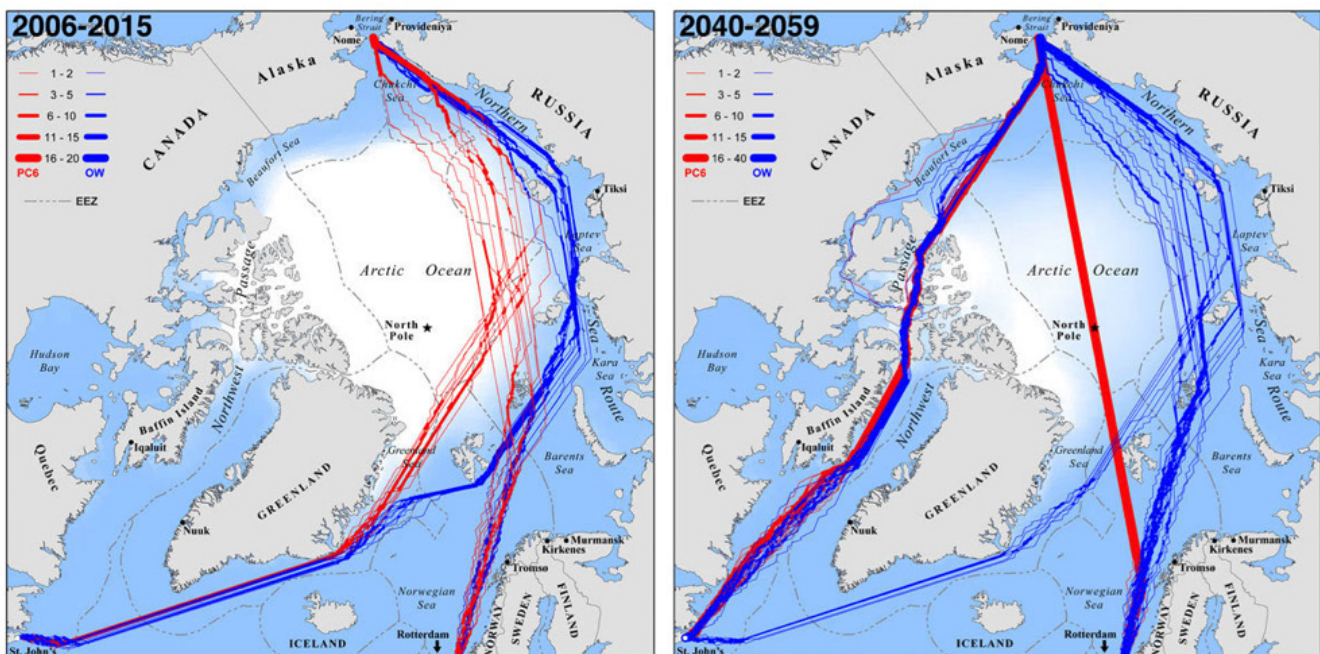 2006-2015
Bering
Strait
Provideniya
Nome
1 - 2
3 - 5
6 - 10
11 - 15
16 - 20
PC6
OW
EEZ
Alaska
CANADA
Chukchi
Sea
Northern
RUSSIA
Beaufort Sea
Tiksi
Laptev
Sea
Passage
Arctic Ocean
North
Pole
Sea
Kara
Sea
Route
Hudson
Bay
Baffin Island
Northwest
Iqaluit
Quebec
Greenland
Sea
Barents
Sea
GREENLAND
Nuuk
Murmansk
Kirkenes
Tromsø
Norwegian
Sea
ICELAND
Rotterdam
NORWAY
SWEDEN
FINLAND
St. John's
2040-2059
Bering
Strait
Provideniya
Nome
1 - 2
3 - 5
6 - 10
11 - 15
16 - 40
PC6
OW
EEZ
Alaska
CANADA
Chukchi
Sea
Northern
RUSSIA
Beaufort Sea
Tiksi
Laptev
Sea
Passage
Arctic Ocean
North
Pole
Sea
Kara
Sea
Route
Hudson
Bay
Baffin Island
Northwest
Iqaluit
Quebec
Greenland
Sea
Barents
Sea
GREENLAND
Nuuk
Murmansk
Kirkenes
Tromsø
Norwegian
Sea
ICELAND
Rotterdam
NORWAY
SWEDEN
FINLAND
St. John's